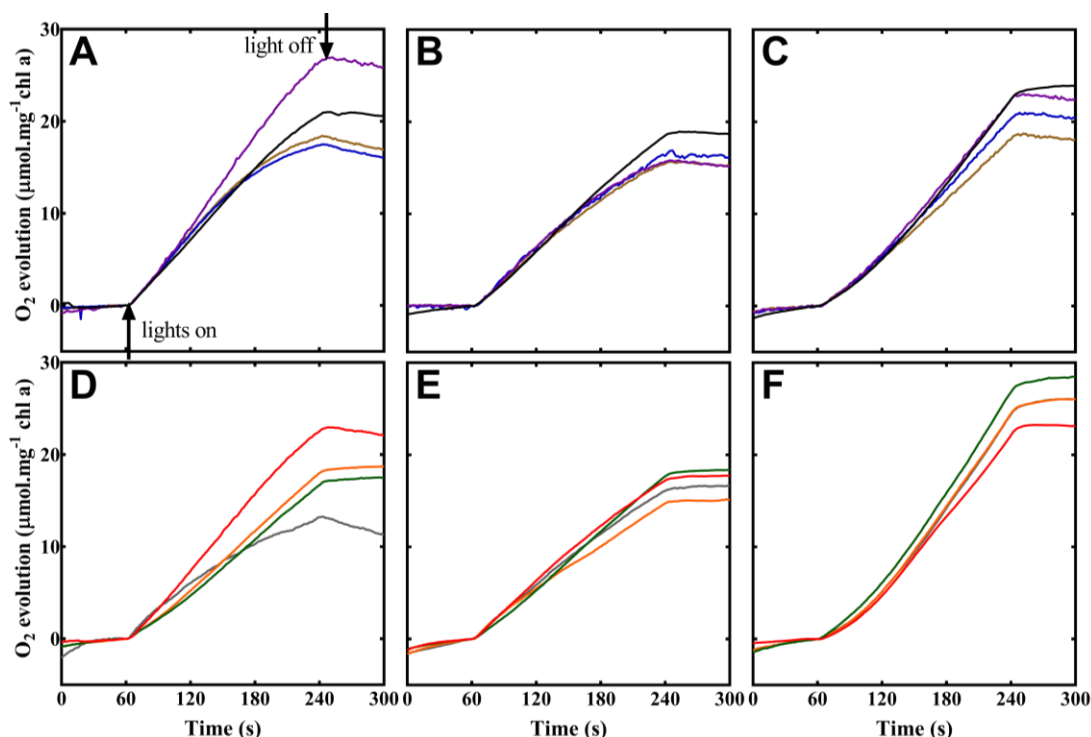 30
20
10
0
O₂ evolution (μmol.mg⁻¹chl a)
A
light off
lights on
B
C
30
20
10
0
O₂ evolution (μmol.mg⁻¹ chl a)
D
E
F
0 60 120 180 240 300
0 60 120 180 240 300
0 60 120 180 240 300
Time (s)
Time (s)
Time (s)